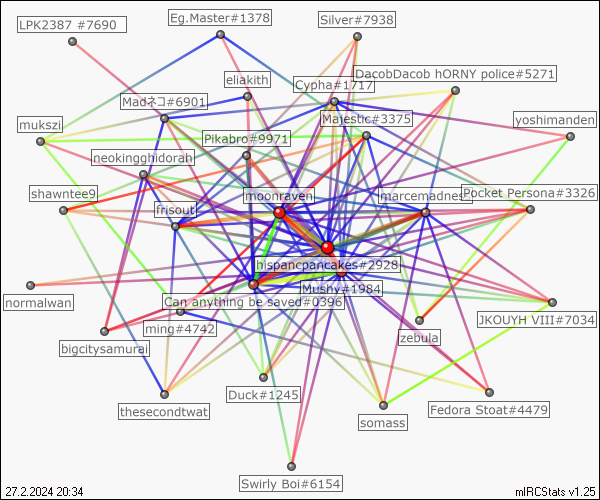 Eg.Master#1378
Silver#7938
LPK2387 #7690
DacobDacob hORNY police#5271
eliakith
Cypha#1717
Madネコ#6901
Majestic#3375
yoshimanden
mukszi
Pikabro#9971
neokingghidorah
shawntee9
moonraven
marcemadnes
Pocket Persona#3326
frisout
hispancpancakes#2928
Mushy#1984
normalwan
Can anything be saved#0396
JKOUYH VIII#7034
ming#4742
zebula
bigcitysamurai
Duck#1245
thesecondtwat
Fedora Stoat#4479
somass
Swirly Boi#6154
27.2.2024 20:34
mIRCStats v1.25